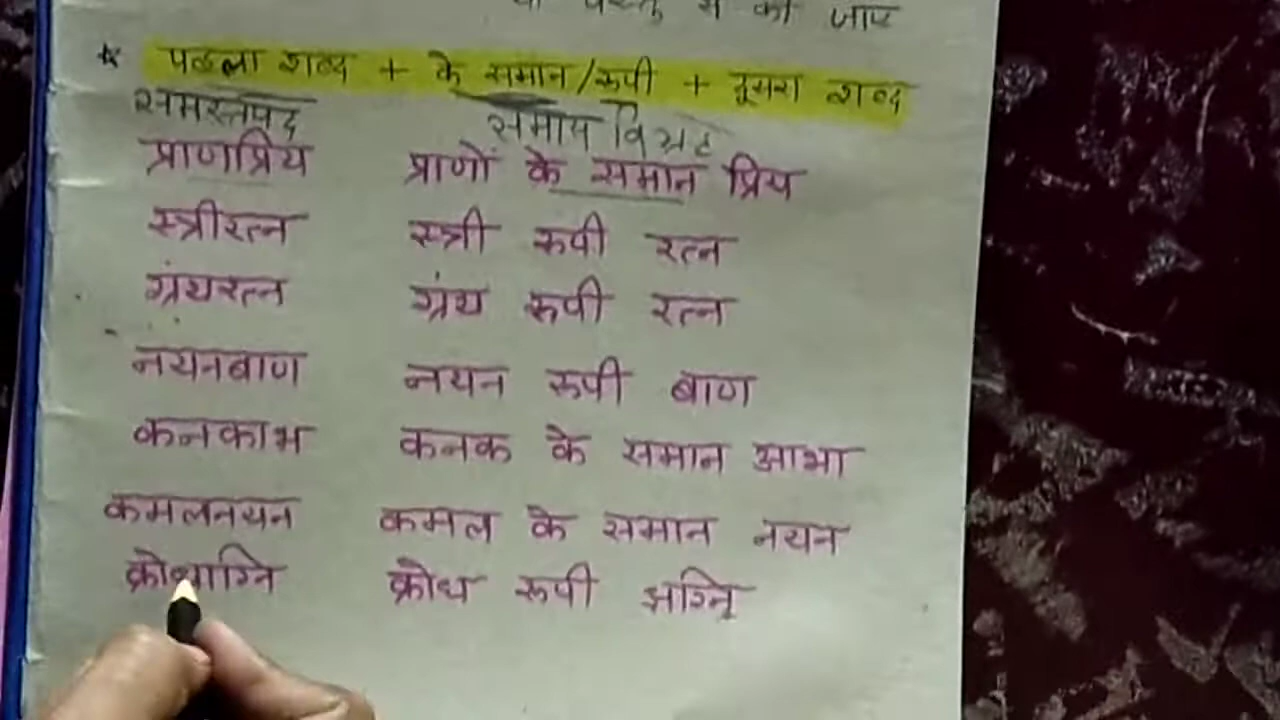 से की जाए
* पहला शब्द + के समान/रूपी + दूसरा शब्द
समस्तपद समास विग्रह
प्राणप्रिय प्राणों के समान प्रिय
स्त्रीरत्न स्त्री रूपी रत्न
ग्रंथरत्न ग्रंथ रूपी रत्न
नयनबाण नयन रूपी बाण
कनकाभ कनक के समान आभा
कमलनयन कमल के समान नयन
क्रोधाग्नि क्रोध रूपी अग्नि